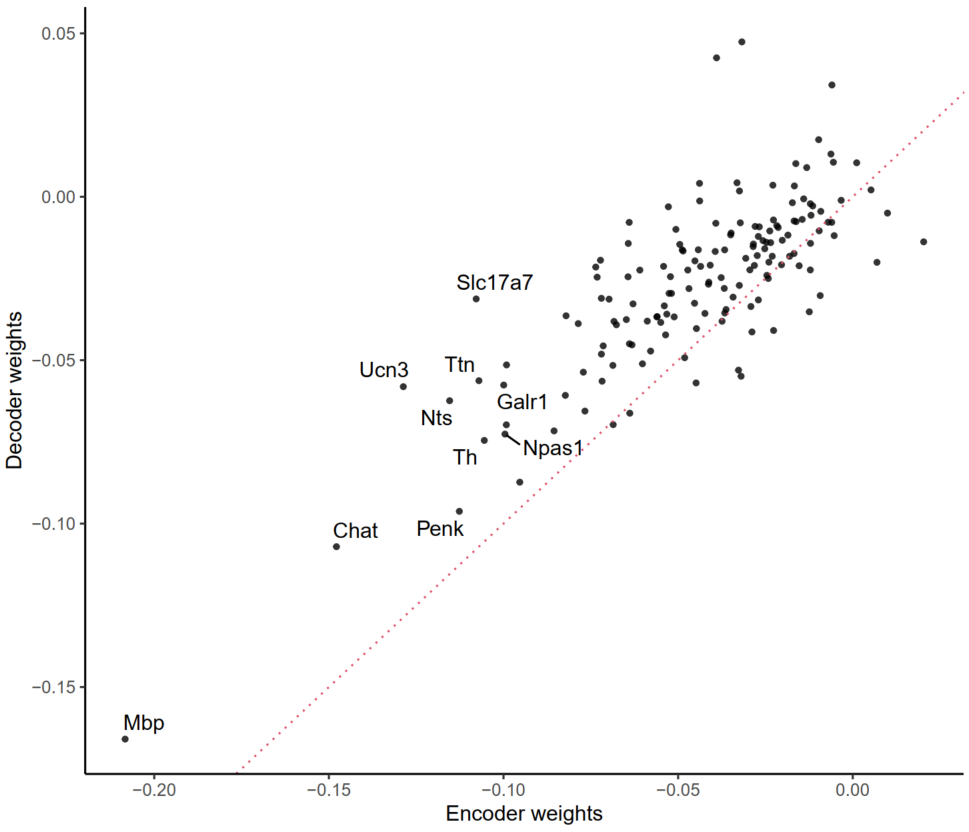 0.05
0.00
−0.05
−0.10
−0.15
Decoder weights
Slc17a7
Ucn3
Ttn
Nts
Galr1
Th
Npas1
Chat
Penk
Mbp
−0.20
−0.15
−0.10
−0.05
0.00
Encoder weights